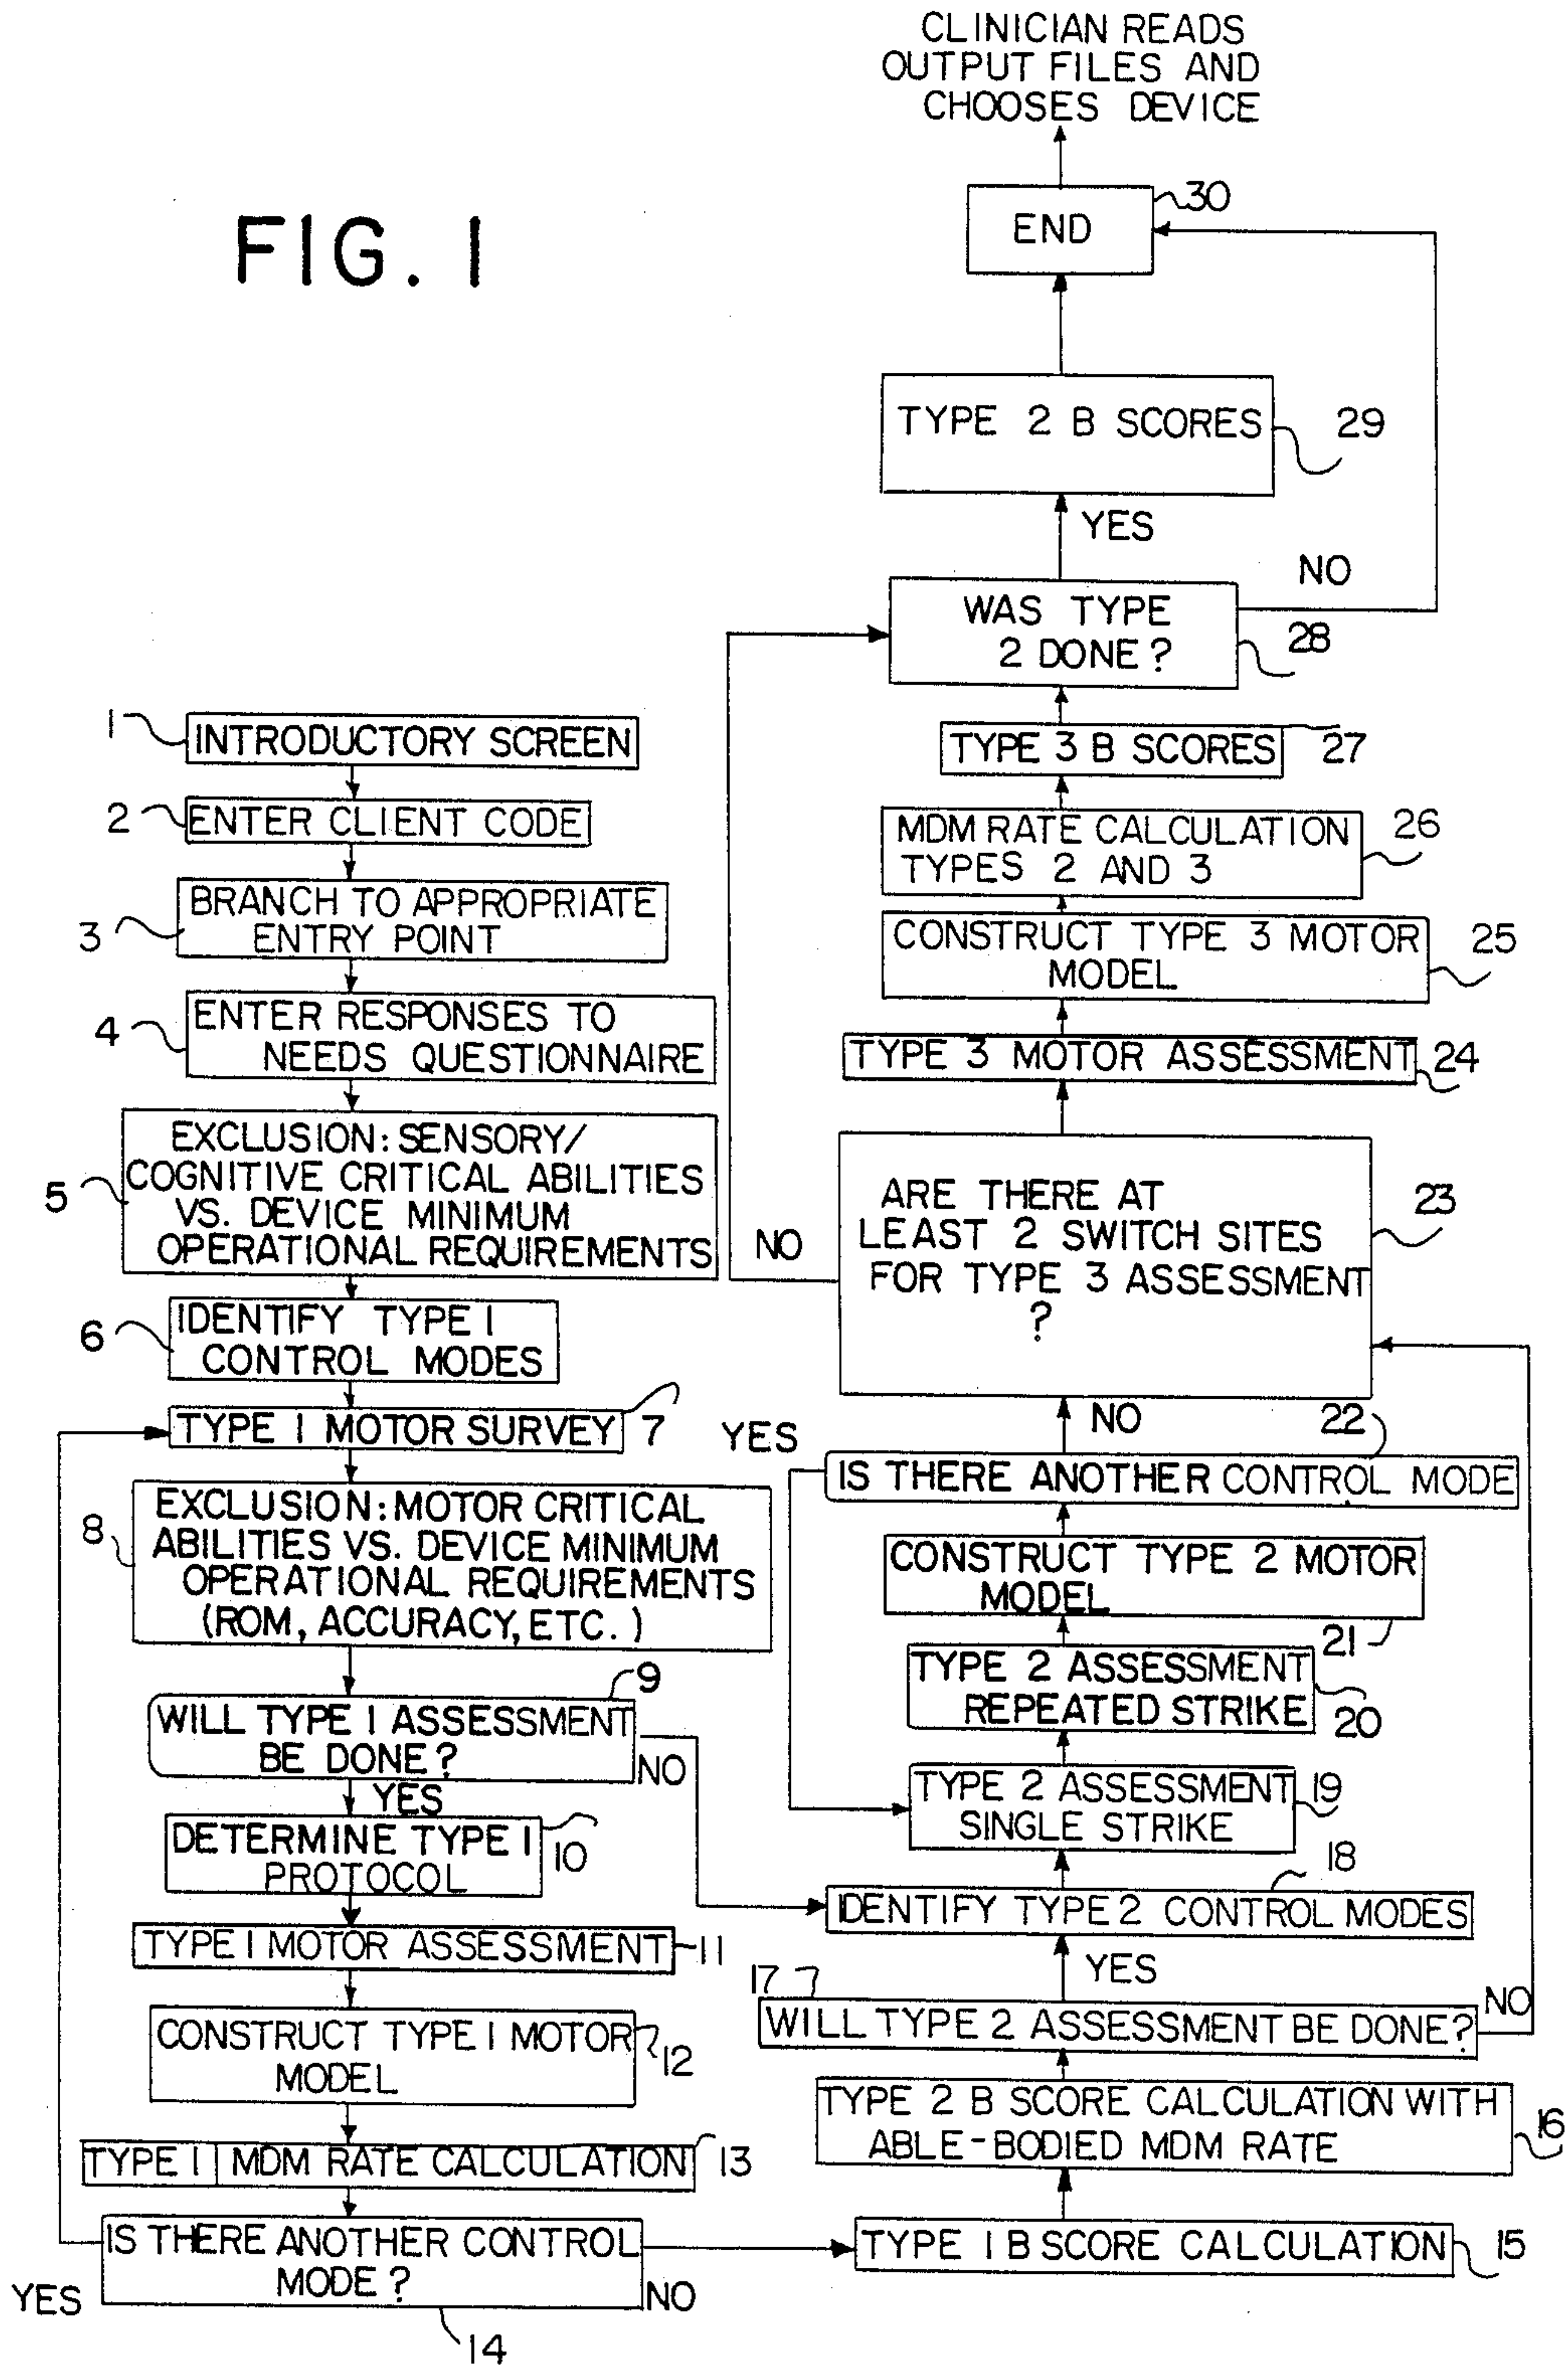 FIG. 1
1
INTRODUCTORY SCREEN
2
ENTER CLIENT CODE
3
BRANCH TO APPROPRIATE
ENTRY POINT
4
ENTER RESPONSES TO
NEEDS QUESTIONNAIRE
5
EXCLUSION: SENSORY/
COGNITIVE CRITICAL ABILITIES
VS. DEVICE MINIMUM
OPERATIONAL REQUIREMENTS
6
IDENTIFY TYPE 1
CONTROL MODES
TYPE 1 MOTOR SURVEY
7
8
EXCLUSION: MOTOR CRITICAL
ABILITIES VS. DEVICE MINIMUM
OPERATIONAL REQUIREMENTS
(ROM, ACCURACY, ETC.)
9
WILL TYPE 1 ASSESSMENT
BE DONE?
NO
YES
DETERMINE TYPE 1
PROTOCOL
10
TYPE 1 MOTOR ASSESSMENT
11
CONSTRUCT TYPE 1 MOTOR
MODEL
12
TYPE 1 MDM RATE CALCULATION
13
IS THERE ANOTHER CONTROL
MODE?
YES
NO
14
TYPE 1 B SCORE CALCULATION
15
TYPE 2 B SCORE CALCULATION WITH
ABLE-BODIED MDM RATE
16
17
WILL TYPE 2 ASSESSMENT BE DONE?
NO
YES
IDENTIFY TYPE 2 CONTROL MODES
18
TYPE 2 ASSESSMENT
SINGLE STRIKE
19
TYPE 2 ASSESSMENT
REPEATED STRIKE
20
CONSTRUCT TYPE 2 MOTOR
MODEL
21
IS THERE ANOTHER CONTROL MODE
22
YES
NO
ARE THERE AT
LEAST 2 SWITCH SITES
FOR TYPE 3 ASSESSMENT
?
23
NO
TYPE 3 MOTOR ASSESSMENT
24
CONSTRUCT TYPE 3 MOTOR
MODEL
25
MDM RATE CALCULATION
TYPES 2 AND 3
26
TYPE 3 B SCORES
27
WAS TYPE
2 DONE?
28
NO
YES
TYPE 2 B SCORES
29
END
30
CLINICIAN READS
OUTPUT FILES AND
CHOOSES DEVICE